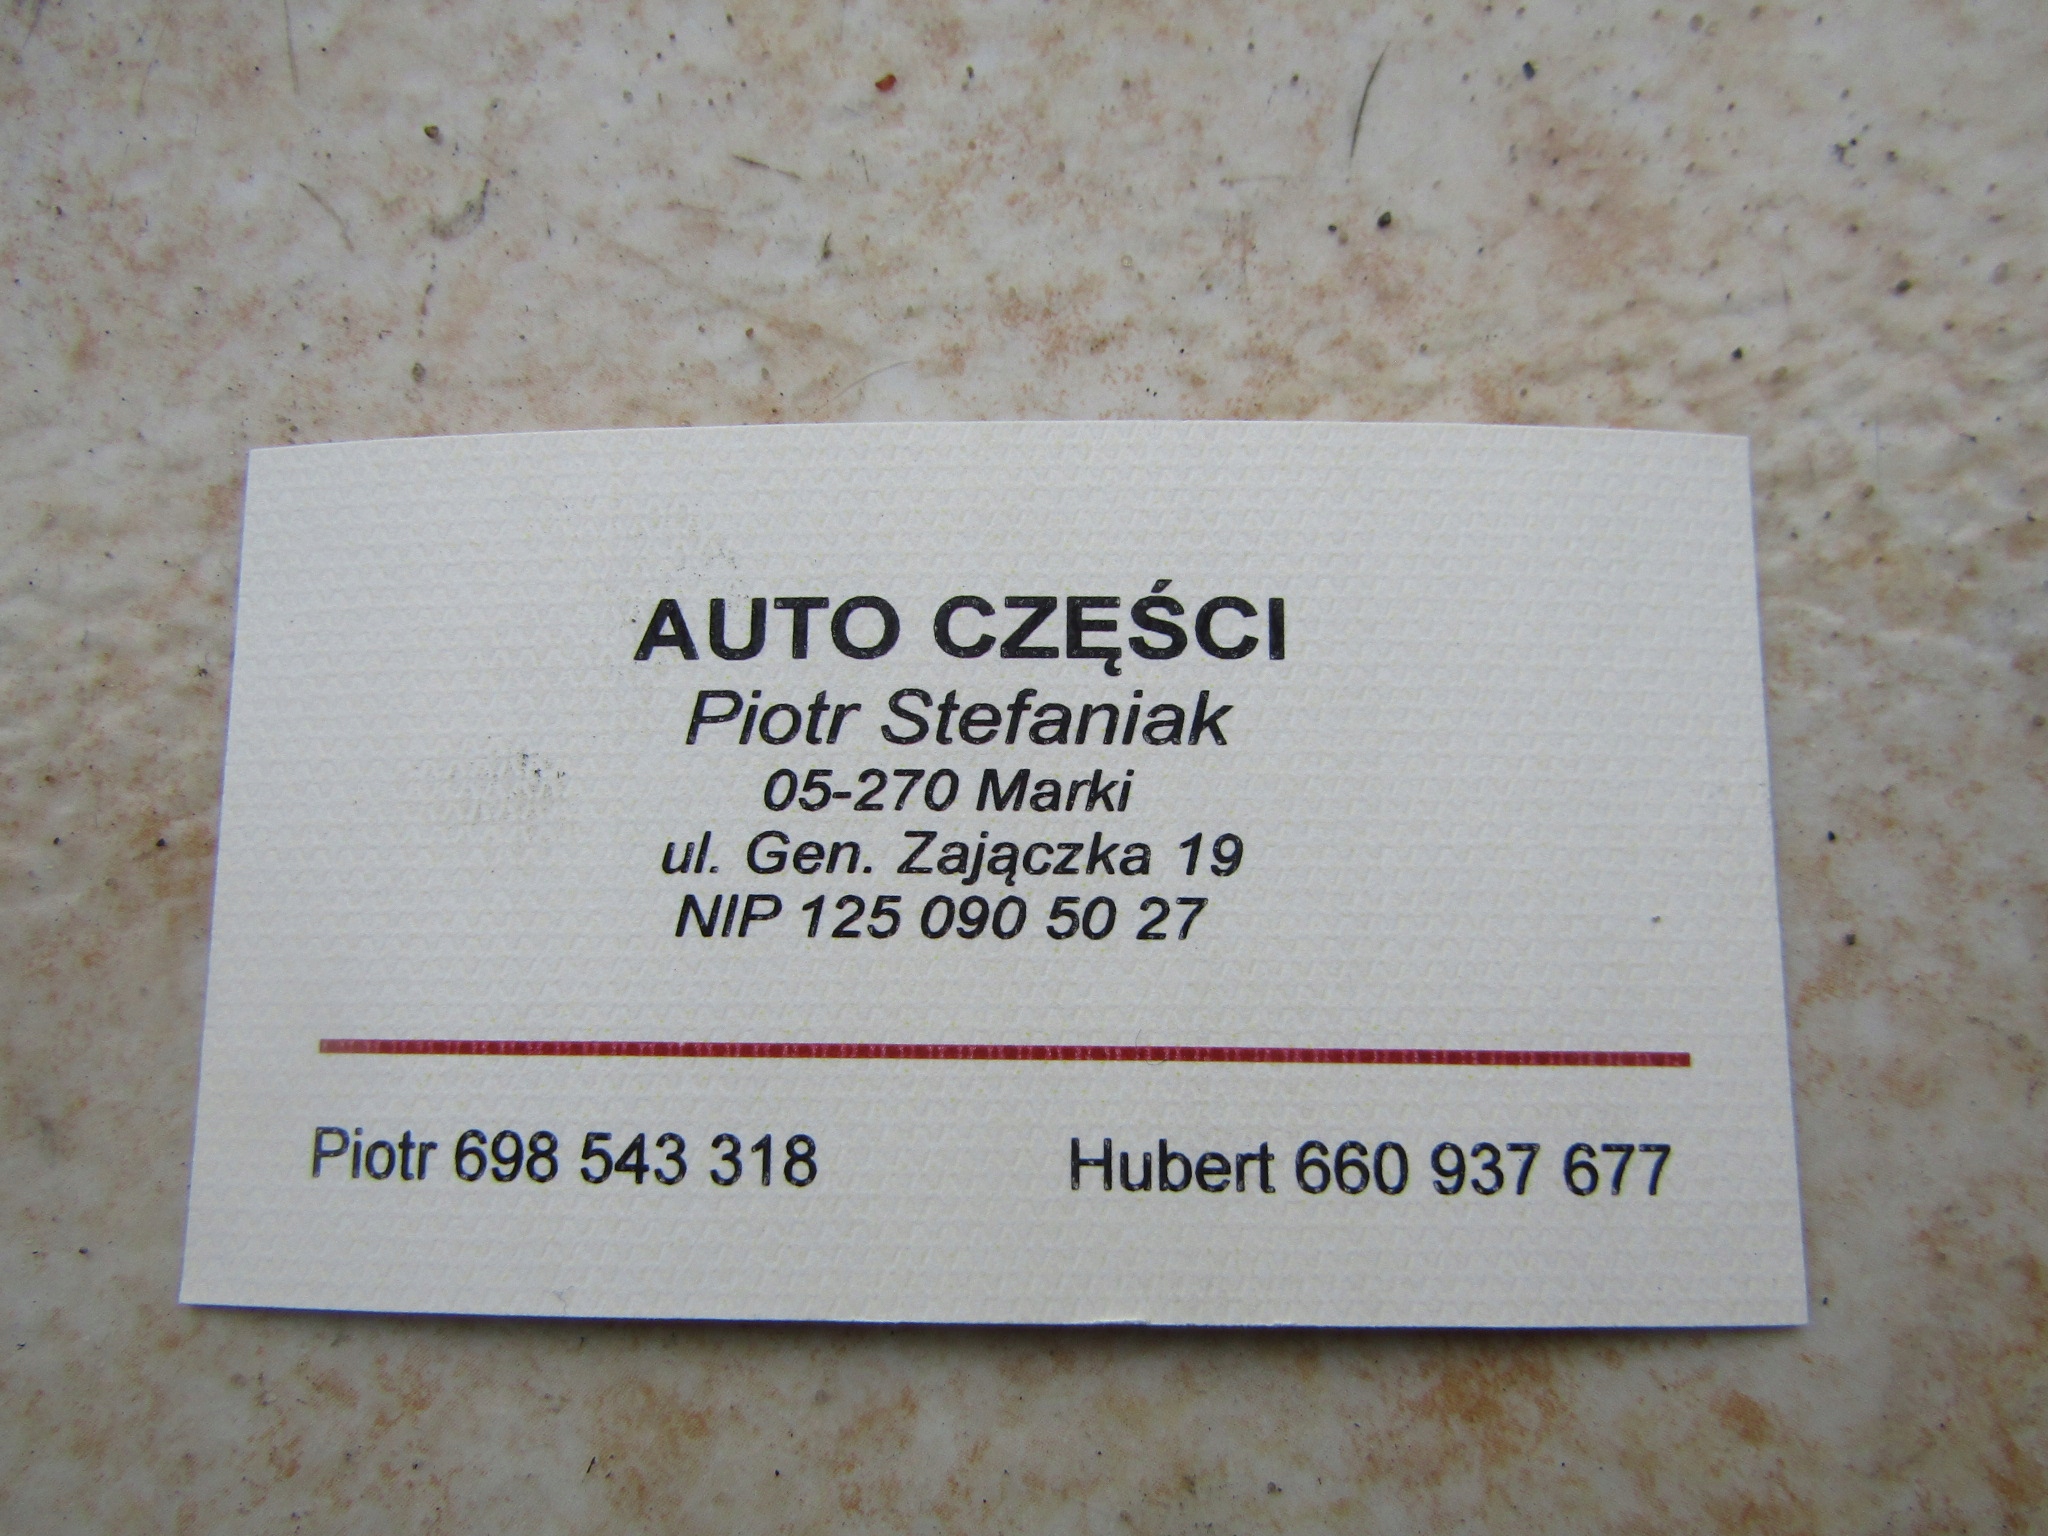 AUTO CZĘŚCI
Piotr Stefaniak
05-270 Marki
ul. Gen. Zajączka 19
NIP 125 090 50 27
Piotr 698 543 318
Hubert 660 937 677